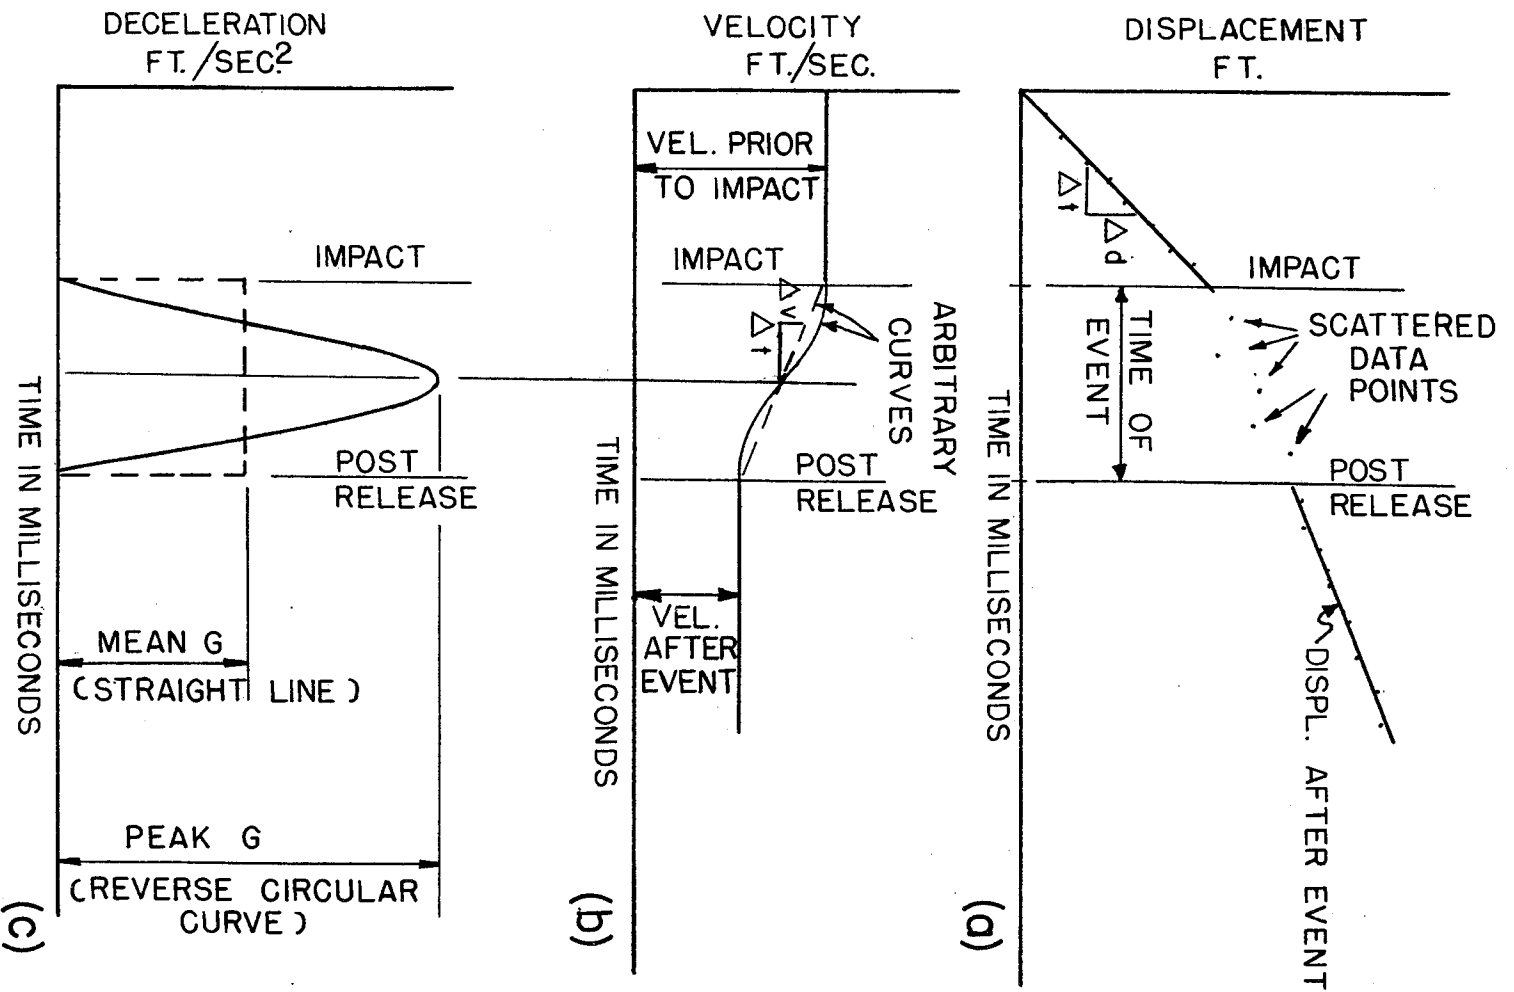 DECELERATION
FT./SEC.²
IMPACT
POST
RELEASE
TIME IN MILLISECONDS
MEAN G
(STRAIGHT LINE)
PEAK G
(REVERSE CIRCULAR
CURVE)
(c)
VELOCITY
FT./SEC.
VEL. PRIOR
TO IMPACT
IMPACT
Δv
Δt
ARBITRARY
CURVES
POST
RELEASE
TIME IN MILLISECONDS
VEL.
AFTER
EVENT
(b)
DISPLACEMENT
FT.
Δt
Δd
IMPACT
TIME OF
EVENT
SCATTERED
DATA
POINTS
POST
RELEASE
TIME IN MILLISECONDS
DISPL. AFTER EVENT
(a)